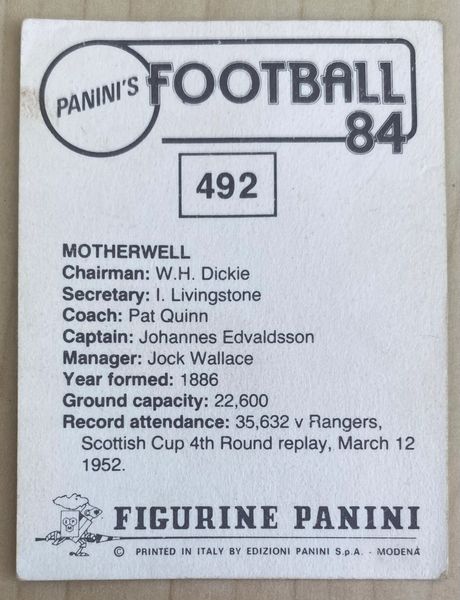 PANINI'S FOOTBALL
84
492
MOTHERWELL
Chairman: W.H. Dickie
Secretary: I. Livingstone
Coach: Pat Quinn
Captain: Johannes Edvaldsson
Manager: Jock Wallace
Year formed: 1886
Ground capacity: 22,600
Record attendance: 35,632 v Rangers,
Scottish Cup 4th Round replay, March 12
1952.
FIGURINE PANINI
© PRINTED IN ITALY BY EDIZIONI PANINI S.p.A. - MODENA